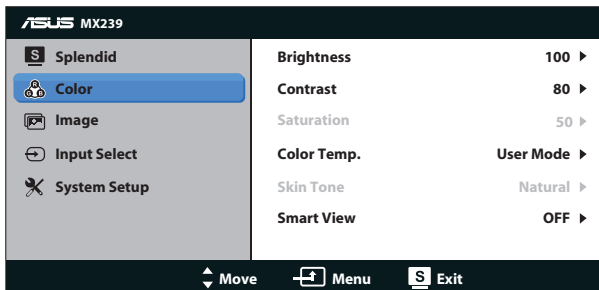 ASUS MX239
S Splendid
R G B Color
Image
Input Select
System Setup
Brightness 100
Contrast 80
Saturation 50
Color Temp. User Mode
Skin Tone Natural
Smart View OFF
Move Menu S Exit